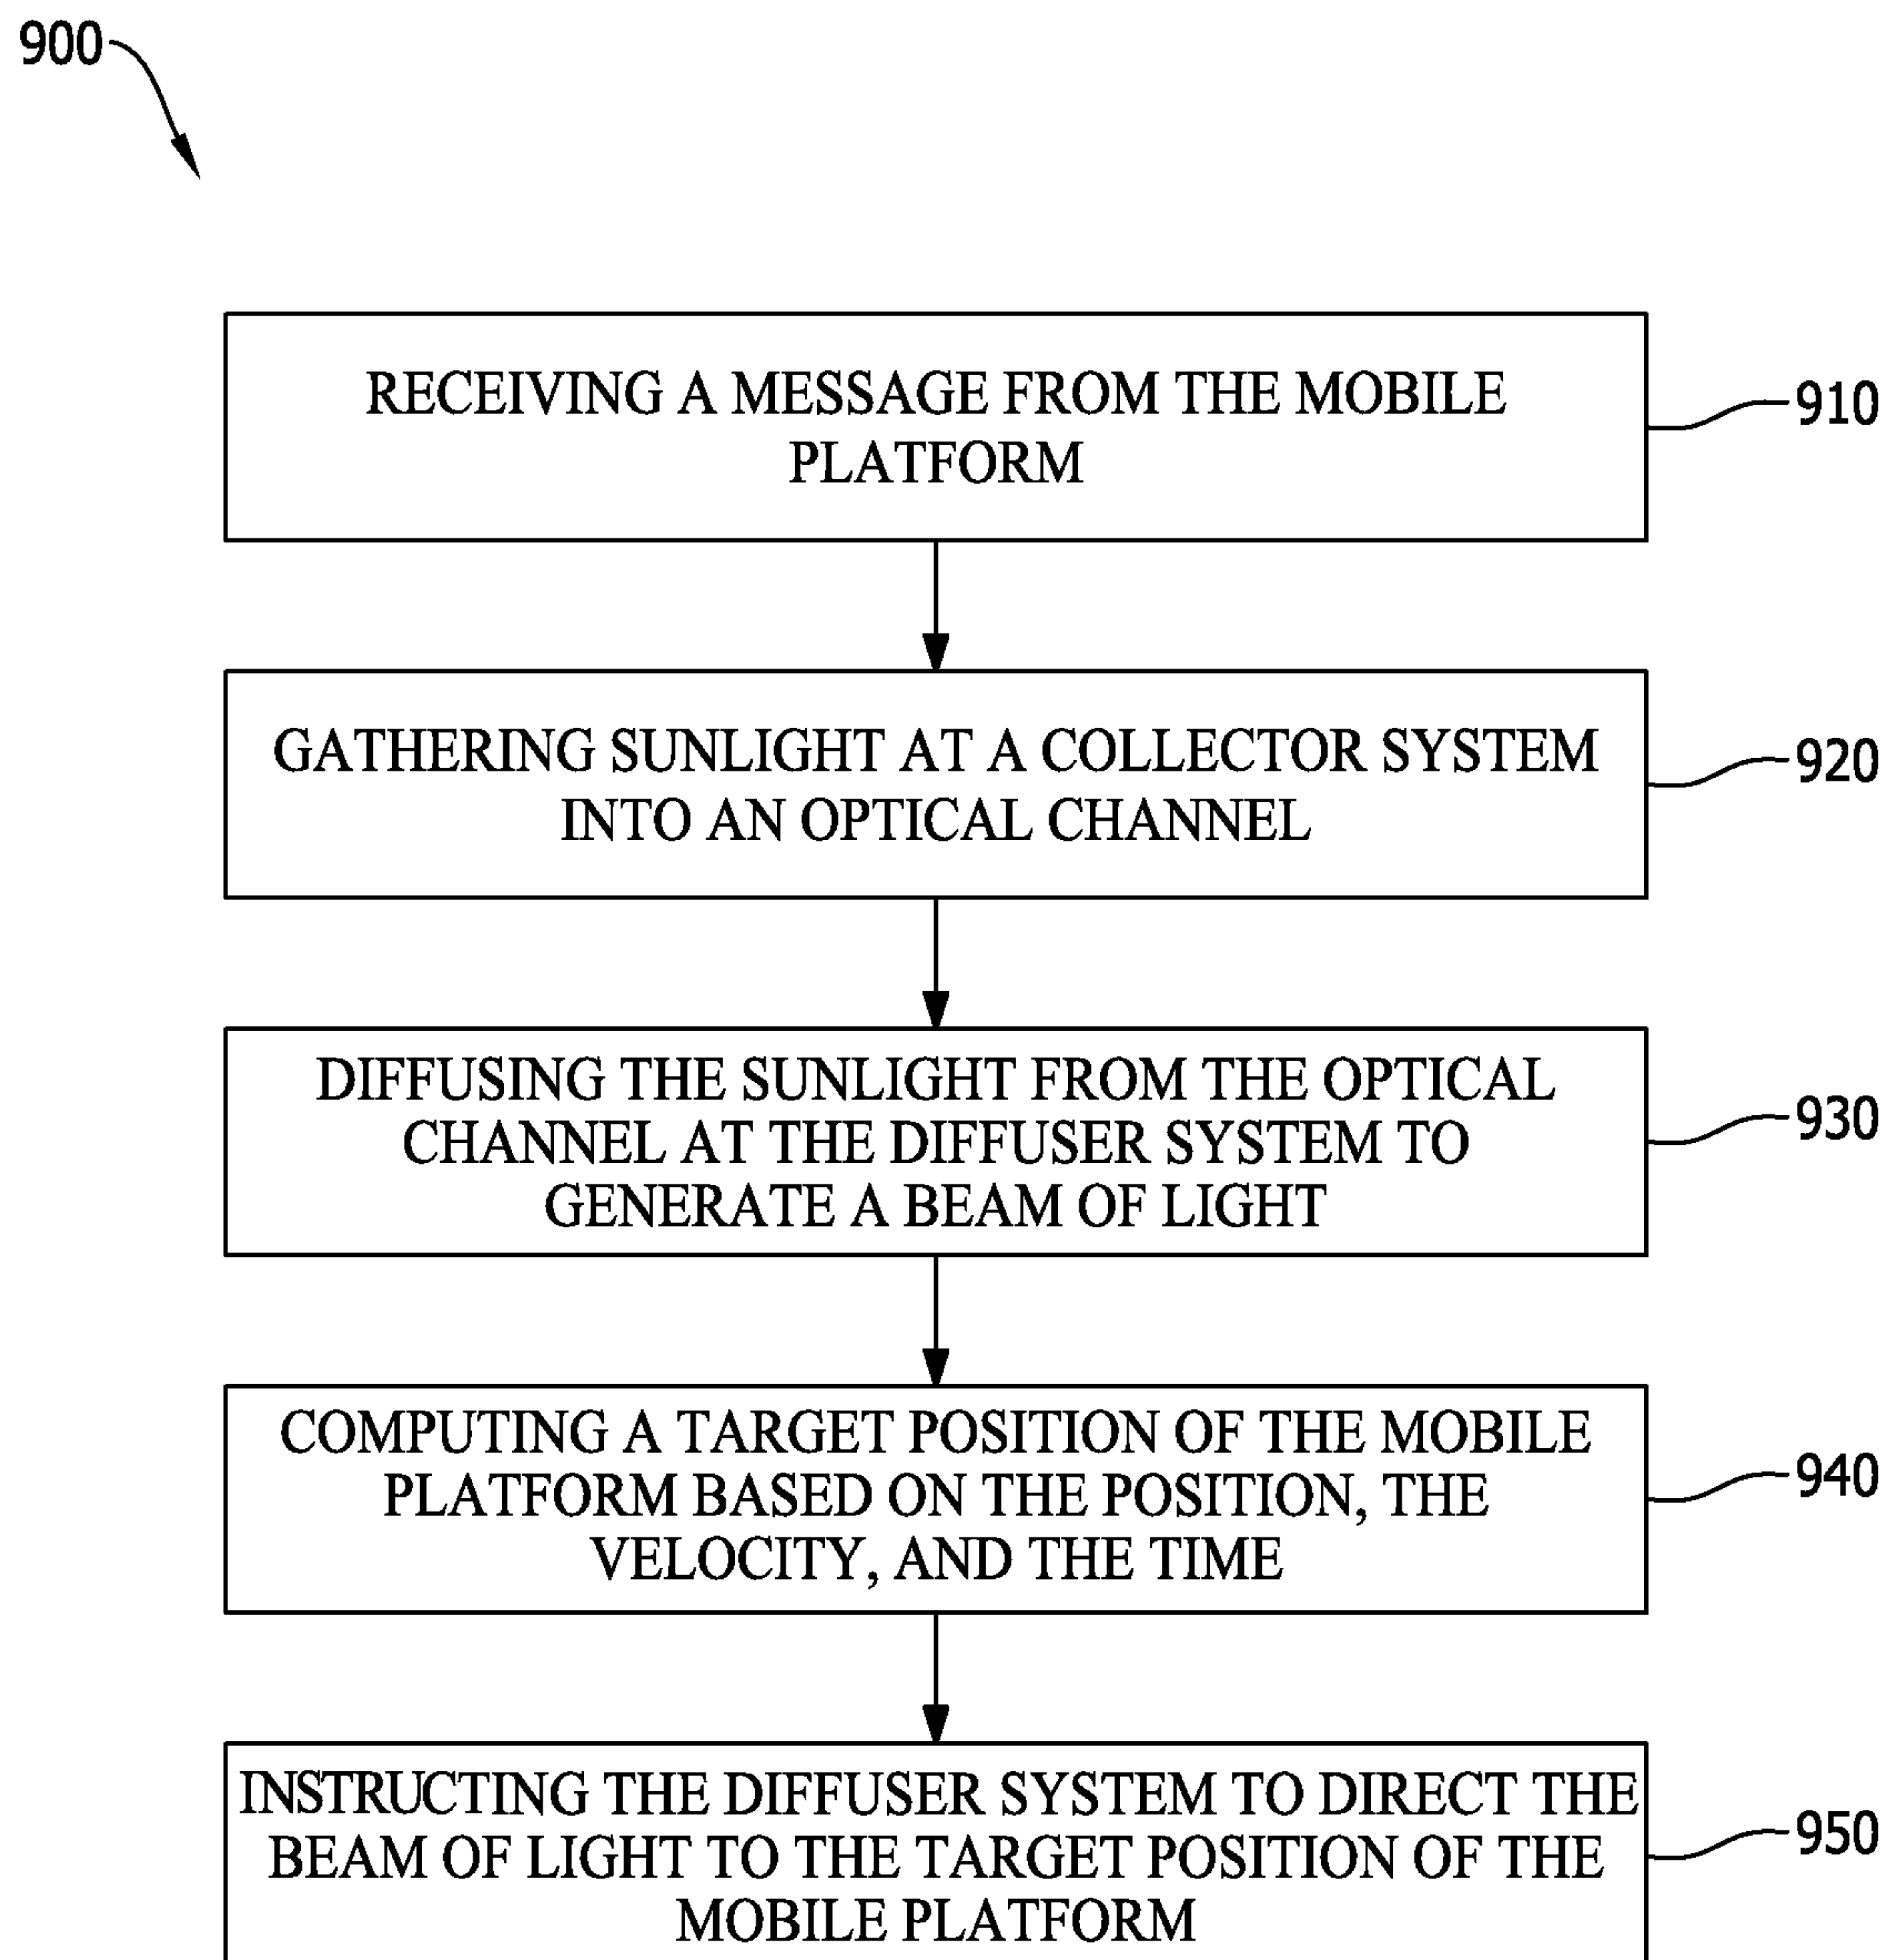 900
RECEIVING A MESSAGE FROM THE MOBILE
PLATFORM
910
GATHERING SUNLIGHT AT A COLLECTOR SYSTEM
INTO AN OPTICAL CHANNEL
920
DIFFUSING THE SUNLIGHT FROM THE OPTICAL
CHANNEL AT THE DIFFUSER SYSTEM TO
GENERATE A BEAM OF LIGHT
930
COMPUTING A TARGET POSITION OF THE MOBILE
PLATFORM BASED ON THE POSITION, THE
VELOCITY, AND THE TIME
940
INSTRUCTING THE DIFFUSER SYSTEM TO DIRECT THE
BEAM OF LIGHT TO THE TARGET POSITION OF THE
MOBILE PLATFORM
950